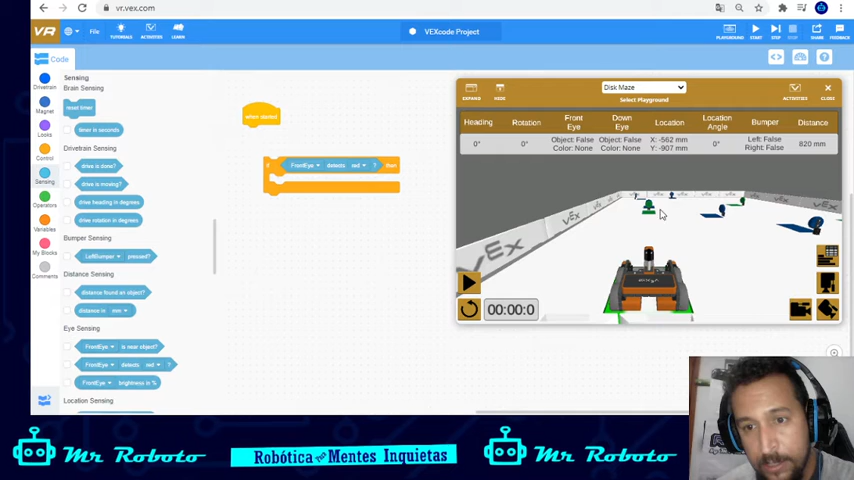 vr.vex.com
VR
File
TUTORIALS
ACTIVITIES
LEARN
VEXcode Project
PLAYGROUND
START
STEP
STOP
SHARE
FEEDBACK
Code
Drivetrain
Magnet
Looks
Control
Sensing
Operators
Variables
My Blocks
Comments
Sensing
Brain Sensing
reset timer
timer in seconds
Drivetrain Sensing
drive is done?
drive is moving?
drive heading in degrees
drive rotation in degrees
Bumper Sensing
LeftBumper pressed?
Distance Sensing
distance found an object?
distance in mm
Eye Sensing
FrontEye is near object?
FrontEye detects red ?
FrontEye brightness in %
Location Sensing
when started
if FrontEye detects red ? then
EXPAND
HIDE
Disk Maze
Select Playground
ACTIVITIES
CLOSE
Heading Rotation Front Eye Down Eye Location Location Angle Bumper Distance
0° 0° Object: False Color: None Object: False Color: None X: -562 mm Y: -907 mm 0° Left: False Right: False 820 mm
vex
vex
00:00:0
Mr Roboto
Robótica Para Mentes Inquietas
Mr Roboto